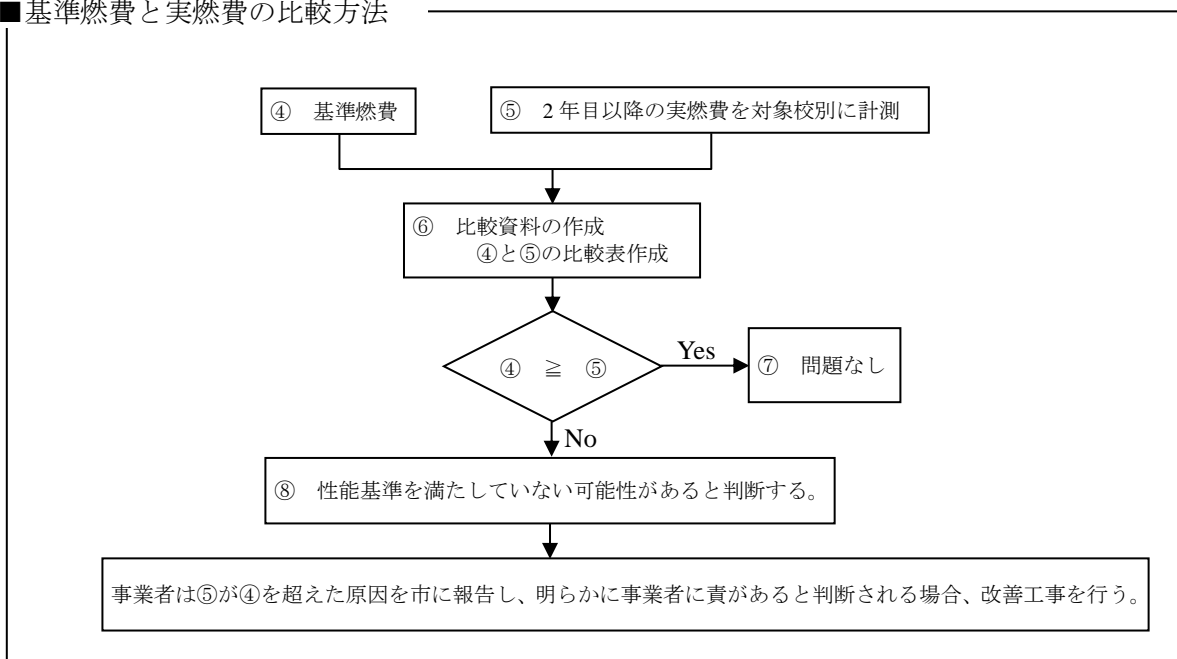 ■基準燃費と実燃費の比較方法
④　基準燃費
⑤　2 年目以降の実燃費を対象校別に計測
⑥　比較資料の作成
④と⑤の比較表作成
④　≧　⑤
Yes
⑦　問題なし
No
⑧　性能基準を満たしていない可能性があると判断する。
事業者は⑤が④を超えた原因を市に報告し、明らかに事業者に責があると判断される場合、改善工事を行う。